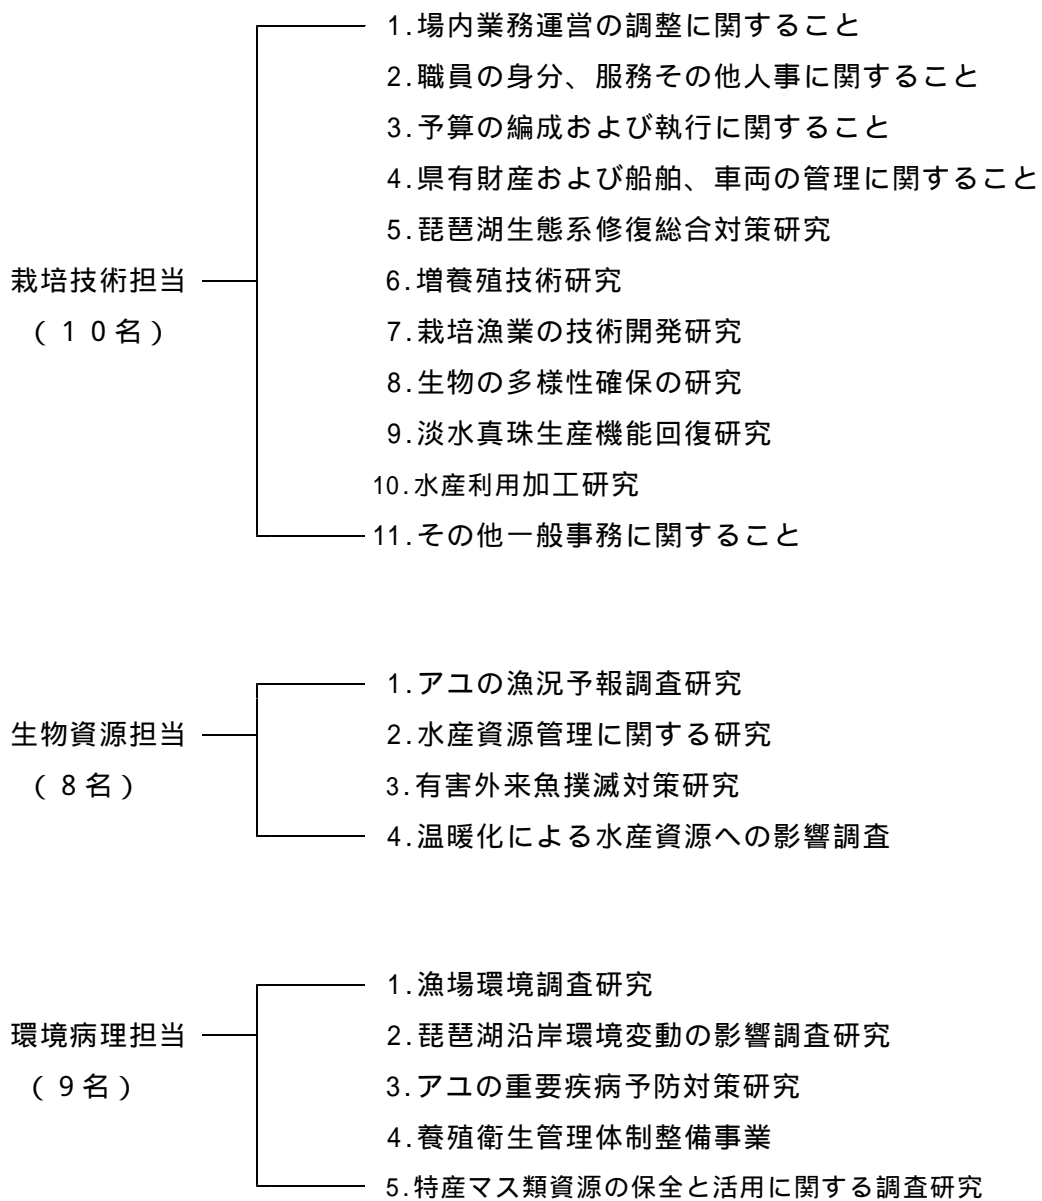 1.場内業務運営の調整に関すること
2.職員の身分、服務その他人事に関すること
3.予算の編成および執行に関すること
4.県有財産および船舶、車両の管理に関すること
5.琵琶湖生態系修復総合対策研究
栽培技術担当
6.増養殖技術研究
(10名)
7.栽培漁業の技術開発研究
8.生物の多様性確保の研究
9.淡水真珠生産機能回復研究
10.水産利用加工研究
11.その他一般事務に関すること
1.アユの漁況予報調査研究
生物資源担当
2.水産資源管理に関する研究
(8名)
3.有害外来魚撲滅対策研究
4.温暖化による水産資源への影響調査
1.漁場環境調査研究
環境病理担当
2.琵琶湖沿岸環境変動の影響調査研究
(9名)
3.アユの重要疾病予防対策研究
4.養殖衛生管理体制整備事業
5.特産マス類資源の保全と活用に関する調査研究